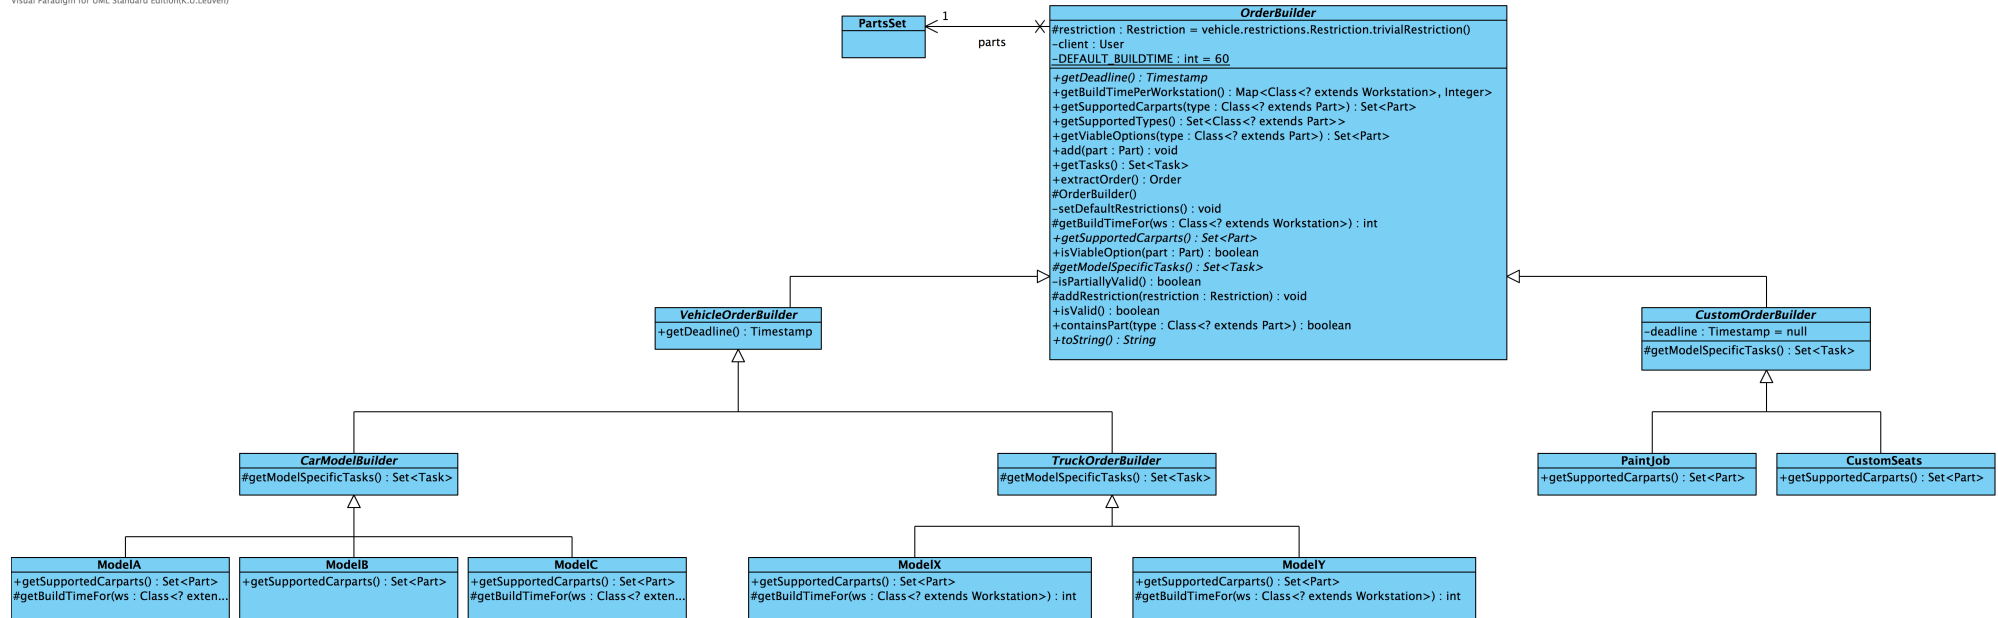 Visual Paradigm for UML Standard Edition(K.U.Leuven)
PartsSet
1
parts
OrderBuilder
#restriction : Restriction = vehicle.restrictions.Restriction.trivialRestriction()
-client : User
-DEFAULT_BUILDTIME : int = 60
+getDeadline() : Timestamp
+getBuildTimePerWorkstation() : Map<Class<? extends Workstation>, Integer>
+getSupportedCarparts(type : Class<? extends Part>) : Set<Part>
+getSupportedTypes() : Set<Class<? extends Part>>
+getViableOptions(type : Class<? extends Part>) : Set<Part>
+add(part : Part) : void
+getTasks() : Set<Task>
+extractOrder() : Order
#OrderBuilder()
-setDefaultRestrictions() : void
#getBuildTimeFor(ws : Class<? extends Workstation>) : int
+getSupportedCarparts() : Set<Part>
+isViableOption(part : Part) : boolean
#getModelSpecificTasks() : Set<Task>
-isPartiallyValid() : boolean
#addRestriction(restriction : Restriction) : void
+isValid() : boolean
+containsPart(type : Class<? extends Part>) : boolean
+toString() : String
VehicleOrderBuilder
+getDeadline() : Timestamp
CustomOrderBuilder
-deadline : Timestamp = null
#getModelSpecificTasks() : Set<Task>
CarModelBuilder
#getModelSpecificTasks() : Set<Task>
TruckOrderBuilder
#getModelSpecificTasks() : Set<Task>
PaintJob
+getSupportedCarparts() : Set<Part>
CustomSeats
+getSupportedCarparts() : Set<Part>
ModelA
+getSupportedCarparts() : Set<Part>
#getBuildTimeFor(ws : Class<? exten...
ModelB
+getSupportedCarparts() : Set<Part>
ModelC
+getSupportedCarparts() : Set<Part>
#getBuildTimeFor(ws : Class<? exten...
ModelX
+getSupportedCarparts() : Set<Part>
#getBuildTimeFor(ws : Class<? extends Workstation>) : int
ModelY
+getSupportedCarparts() : Set<Part>
#getBuildTimeFor(ws : Class<? extends Workstation>) : int